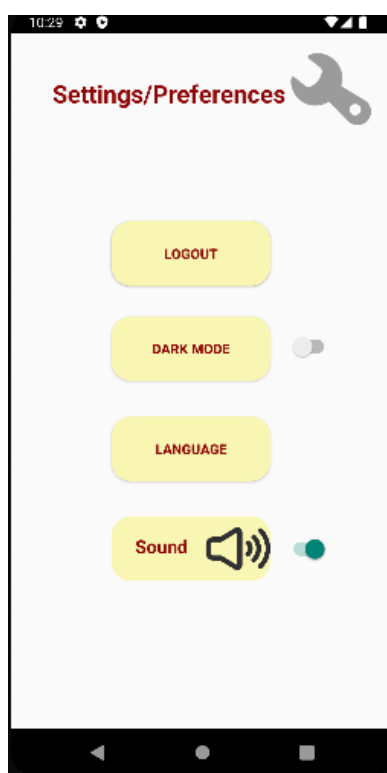 10:29
Settings/Preferences
LOGOUT
DARK MODE
LANGUAGE
Sound